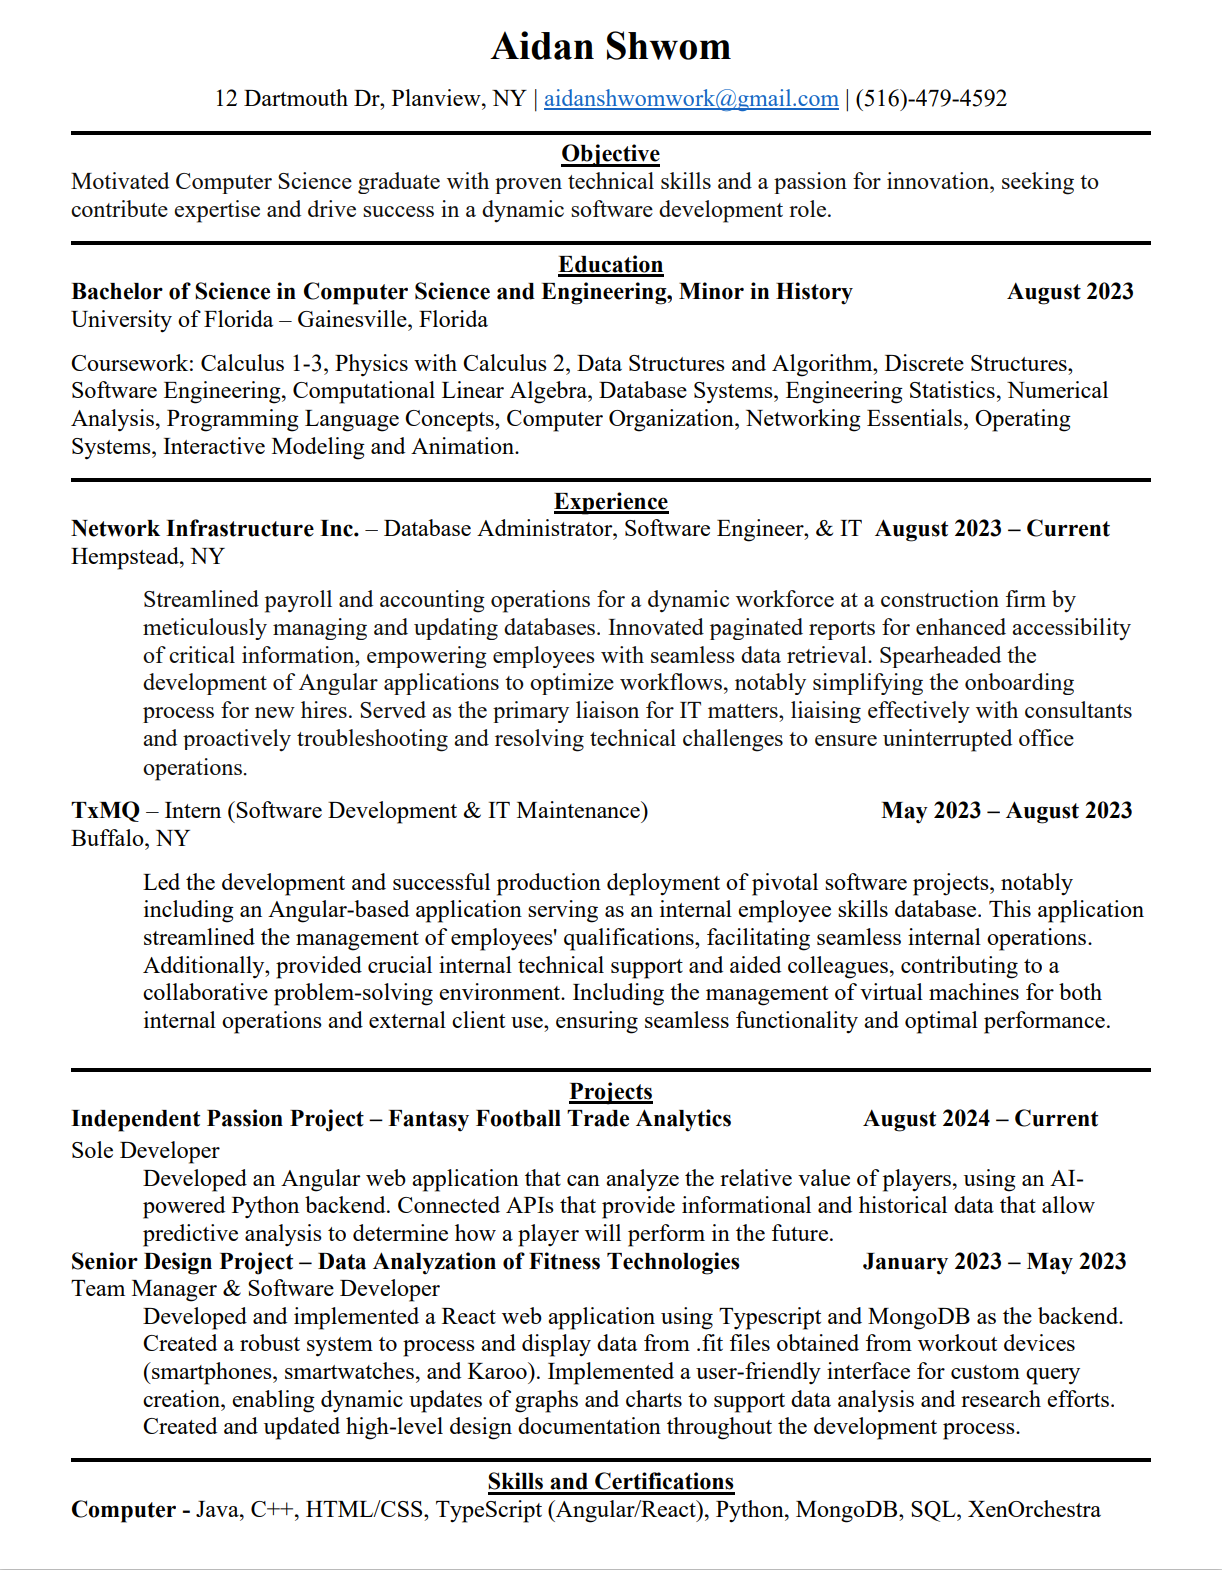 Aidan Shwom
12 Dartmouth Dr, Planview, NY | aidanshwomwork@gmail.com | (516)-479-4592
Objective
Motivated Computer Science graduate with proven technical skills and a passion for innovation, seeking to
contribute expertise and drive success in a dynamic software development role.
Education
Bachelor of Science in Computer Science and Engineering, Minor in History August 2023
University of Florida – Gainesville, Florida
Coursework: Calculus 1-3, Physics with Calculus 2, Data Structures and Algorithm, Discrete Structures,
Software Engineering, Computational Linear Algebra, Database Systems, Engineering Statistics, Numerical
Analysis, Programming Language Concepts, Computer Organization, Networking Essentials, Operating
Systems, Interactive Modeling and Animation.
Experience
Network Infrastructure Inc. – Database Administrator, Software Engineer, & IT August 2023 – Current
Hempstead, NY
Streamlined payroll and accounting operations for a dynamic workforce at a construction firm by
meticulously managing and updating databases. Innovated paginated reports for enhanced accessibility
of critical information, empowering employees with seamless data retrieval. Spearheaded the
development of Angular applications to optimize workflows, notably simplifying the onboarding
process for new hires. Served as the primary liaison for IT matters, liaising effectively with consultants
and proactively troubleshooting and resolving technical challenges to ensure uninterrupted office
operations.
TxMQ – Intern (Software Development & IT Maintenance) May 2023 – August 2023
Buffalo, NY
Led the development and successful production deployment of pivotal software projects, notably
including an Angular-based application serving as an internal employee skills database. This application
streamlined the management of employees' qualifications, facilitating seamless internal operations.
Additionally, provided crucial internal technical support and aided colleagues, contributing to a
collaborative problem-solving environment. Including the management of virtual machines for both
internal operations and external client use, ensuring seamless functionality and optimal performance.
Projects
Independent Passion Project – Fantasy Football Trade Analytics August 2024 – Current
Sole Developer
Developed an Angular web application that can analyze the relative value of players, using an AI-
powered Python backend. Connected APIs that provide informational and historical data that allow
predictive analysis to determine how a player will perform in the future.
Senior Design Project – Data Analyzation of Fitness Technologies January 2023 – May 2023
Team Manager & Software Developer
Developed and implemented a React web application using Typescript and MongoDB as the backend.
Created a robust system to process and display data from .fit files obtained from workout devices
(smartphones, smartwatches, and Karoo). Implemented a user-friendly interface for custom query
creation, enabling dynamic updates of graphs and charts to support data analysis and research efforts.
Created and updated high-level design documentation throughout the development process.
Skills and Certifications
Computer - Java, C++, HTML/CSS, TypeScript (Angular/React), Python, MongoDB, SQL, XenOrchestra